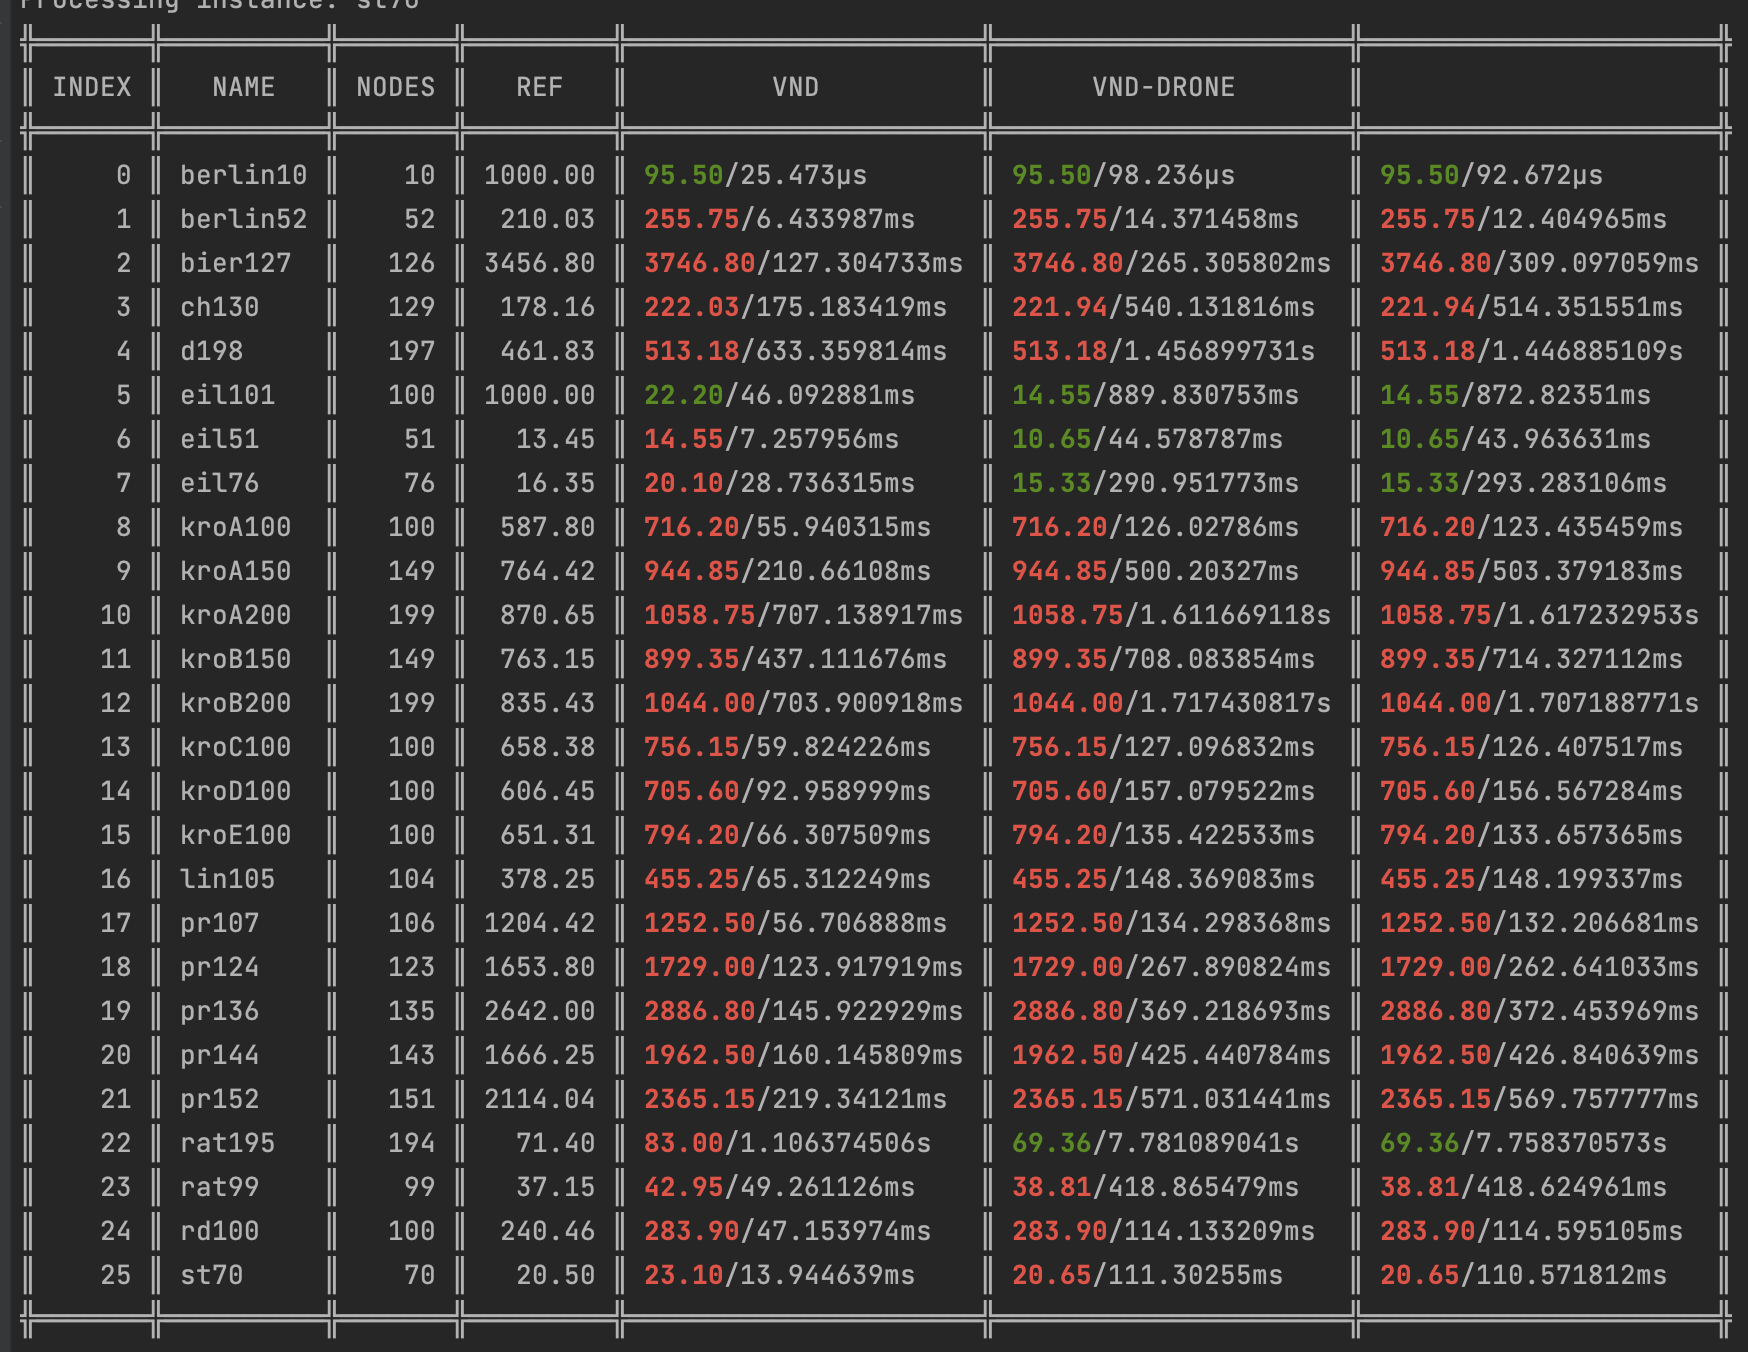 Processing instance: st70
INDEX NAME NODES REF VND VND-DRONE
0 berlin10 10 1000.00 95.50/25.473µs 95.50/98.236µs 95.50/92.672µs
1 berlin52 52 210.03 255.75/6.433987ms 255.75/14.371458ms 255.75/12.404965ms
2 bier127 126 3456.80 3746.80/127.304733ms 3746.80/265.305802ms 3746.80/309.097059ms
3 ch130 129 178.16 222.03/175.183419ms 221.94/540.131816ms 221.94/514.351551ms
4 d198 197 461.83 513.18/633.359814ms 513.18/1.456899731s 513.18/1.446885109s
5 eil101 100 1000.00 22.20/46.092881ms 14.55/889.830753ms 14.55/872.82351ms
6 eil51 51 13.45 14.55/7.257956ms 10.65/44.578787ms 10.65/43.963631ms
7 eil76 76 16.35 20.10/28.736315ms 15.33/290.951773ms 15.33/293.283106ms
8 kroA100 100 587.80 716.20/55.940315ms 716.20/126.02786ms 716.20/123.435459ms
9 kroA150 149 764.42 944.85/210.66108ms 944.85/500.20327ms 944.85/503.379183ms
10 kroA200 199 870.65 1058.75/707.138917ms 1058.75/1.611669118s 1058.75/1.617232953s
11 kroB150 149 763.15 899.35/437.111676ms 899.35/708.083854ms 899.35/714.327112ms
12 kroB200 199 835.43 1044.00/703.900918ms 1044.00/1.717430817s 1044.00/1.707188771s
13 kroC100 100 658.38 756.15/59.824226ms 756.15/127.096832ms 756.15/126.407517ms
14 kroD100 100 606.45 705.60/92.958999ms 705.60/157.079522ms 705.60/156.567284ms
15 kroE100 100 651.31 794.20/66.307509ms 794.20/135.422533ms 794.20/133.657365ms
16 lin105 104 378.25 455.25/65.312249ms 455.25/148.369083ms 455.25/148.199337ms
17 pr107 106 1204.42 1252.50/56.706888ms 1252.50/134.298368ms 1252.50/132.206681ms
18 pr124 123 1653.80 1729.00/123.917919ms 1729.00/267.890824ms 1729.00/262.641033ms
19 pr136 135 2642.00 2886.80/145.922929ms 2886.80/369.218693ms 2886.80/372.453969ms
20 pr144 143 1666.25 1962.50/160.145809ms 1962.50/425.440784ms 1962.50/426.840639ms
21 pr152 151 2114.04 2365.15/219.34121ms 2365.15/571.031441ms 2365.15/569.757777ms
22 rat195 194 71.40 83.00/1.106374506s 69.36/7.781089041s 69.36/7.758370573s
23 rat99 99 37.15 42.95/49.261126ms 38.81/418.865479ms 38.81/418.624961ms
24 rd100 100 240.46 283.90/47.153974ms 283.90/114.133209ms 283.90/114.595105ms
25 st70 70 20.50 23.10/13.944639ms 20.65/111.30255ms 20.65/110.571812ms